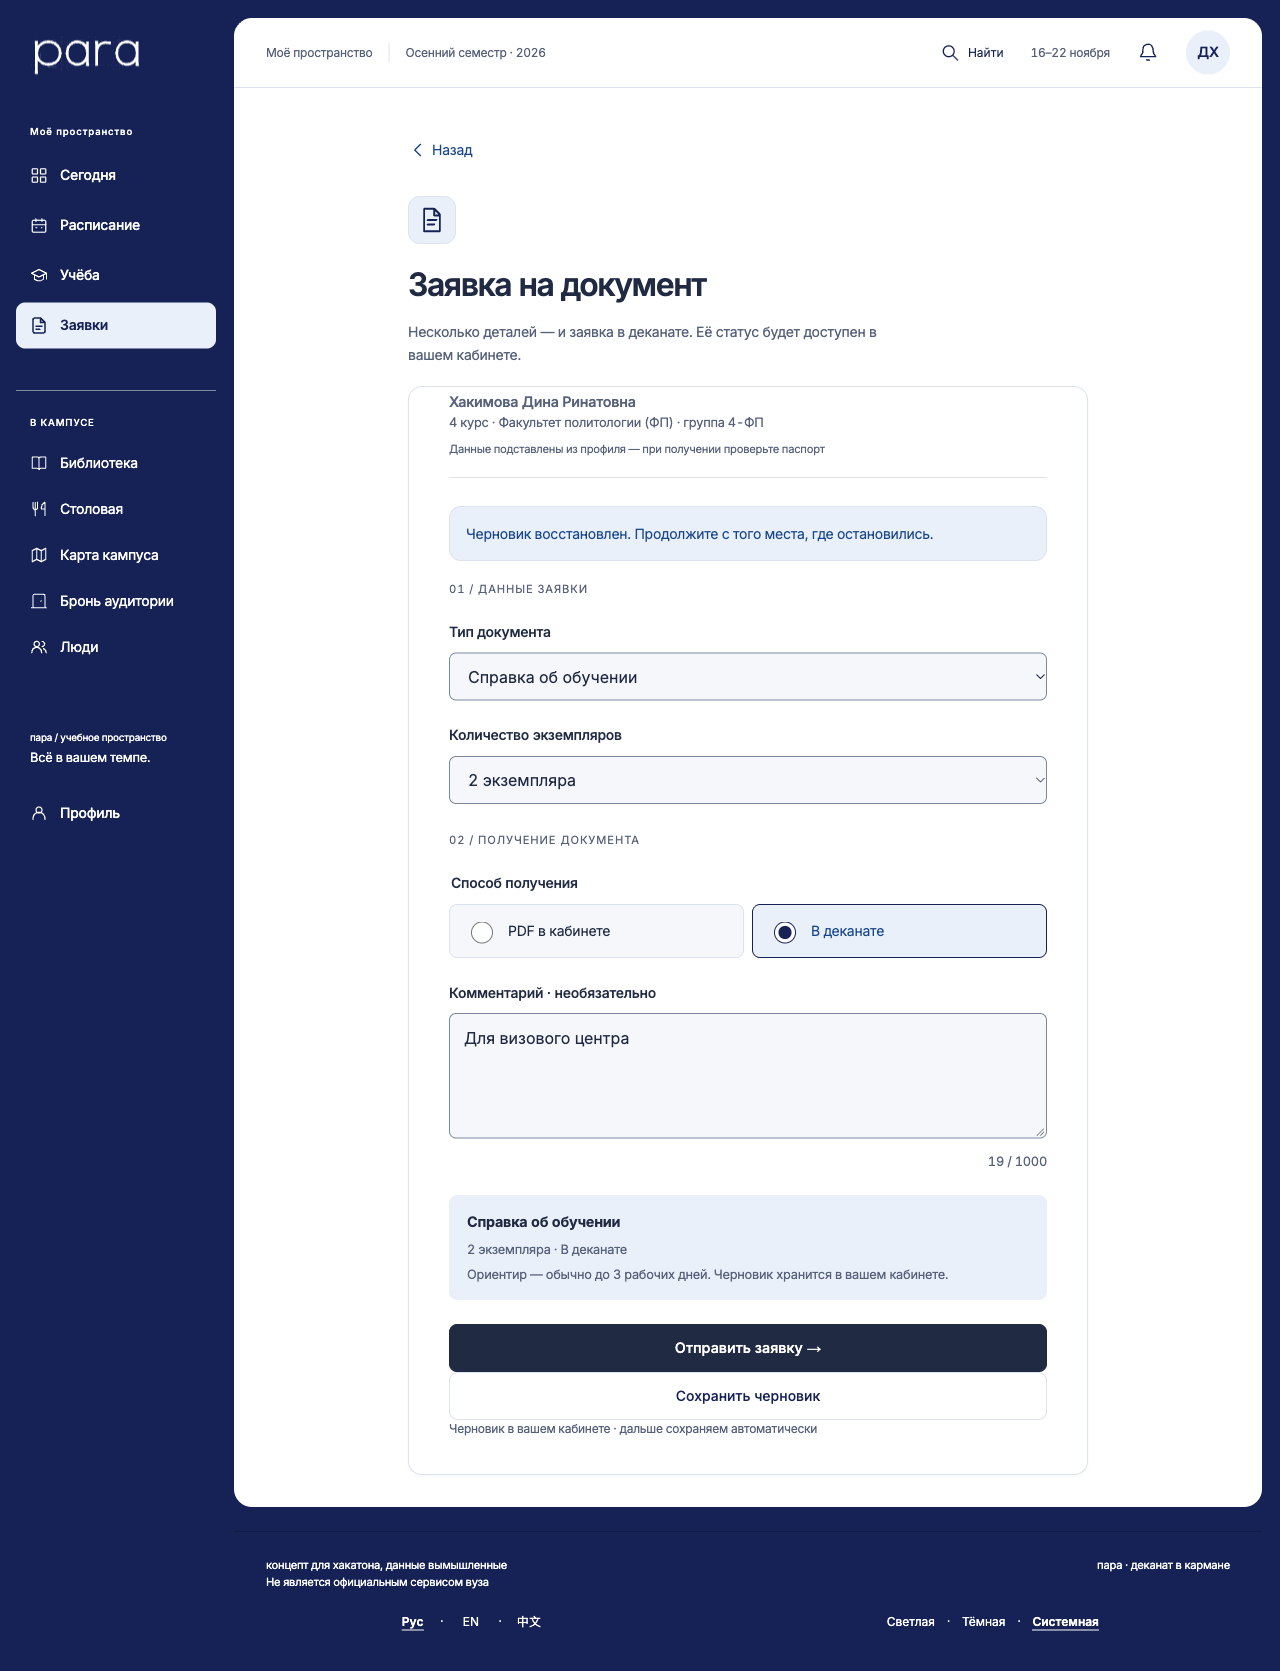 para
Моё пространство
Сегодня
Расписание
Учёба
Заявки
В КАМПУСЕ
Библиотека
Столовая
Карта кампуса
Бронь аудитории
Люди
пара / учебное пространство
Всё в вашем темпе.
Профиль
Моё пространство
Осенний семестр · 2026
Найти
16–22 ноября
ДХ
Назад
Заявка на документ
Несколько деталей — и заявка в деканате. Её статус будет доступен в
вашем кабинете.
Хакимова Дина Ринатовна
4 курс · Факультет политологии (ФП) · группа 4-ФП
Данные подставлены из профиля — при получении проверьте паспорт
Черновик восстановлен. Продолжите с того места, где остановились.
01 / ДАННЫЕ ЗАЯВКИ
Тип документа
Справка об обучении
Количество экземпляров
2 экземпляра
02 / ПОЛУЧЕНИЕ ДОКУМЕНТА
Способ получения
PDF в кабинете
В деканате
Комментарий · необязательно
Для визового центра
19 / 1000
Справка об обучении
2 экземпляра · В деканате
Ориентир — обычно до 3 рабочих дней. Черновик хранится в вашем кабинете.
Отправить заявку →
Сохранить черновик
Черновик в вашем кабинете · дальше сохраняем автоматически
концепт для хакатона, данные вымышленные
Не является официальным сервисом вуза
пара · деканат в кармане
Рус · EN · 中文
Светлая · Тёмная · Системная